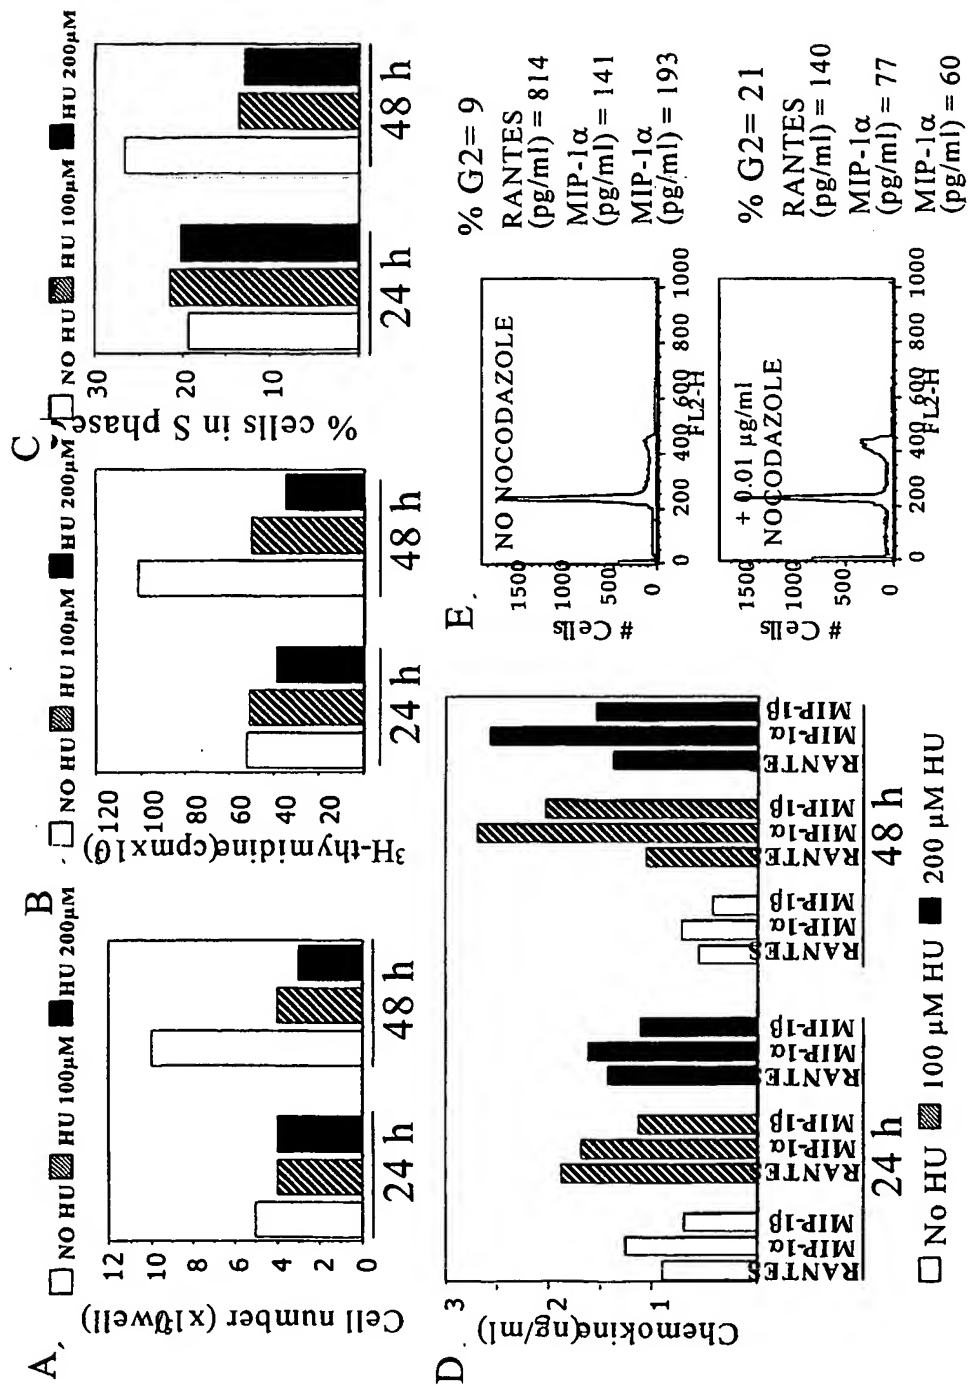 A.
NO HU HU 100μM HU 200μM
Cell number (x10 well)
12
10
8
6
4
2
0
24 h
48 h
B
NO HU HU 100μM HU 200μM
³H-thymidine(cpmx10³)
120
100
80
60
40
20
24 h
48 h
C
NO HU HU 100μM HU 200μM
% cells in S phase
30
20
10
24 h
48 h
D.
Chemokine(ng/ml)
3
2
1
RANTES
MIP-1α
MIP-1β
RANTES
MIP-1α
MIP-1β
RANTES
MIP-1α
MIP-1β
RANTES
MIP-1α
MIP-1β
RANTE
MIP-1α
MIP-1β
RANTE
MIP-1α
MIP-1β
24 h
48 h
No HU 100 μM HU 200 μM HU
E.
NO NOCODAZOLE
# Cells
1500
1000
500
0
0 200 400 600 800 1000
FL2-H
% G2= 9
RANTES
(pg/ml) = 814
MIP-1α
(pg/ml) = 141
MIP-1α
(pg/ml) = 193
+ 0.01 μg/ml
NOCODAZOLE
# Cells
1500
1000
500
0
0 200 400 600 800 1000
FL2-H
% G2= 21
RANTES
(pg/ml) = 140
MIP-1α
(pg/ml) = 77
MIP-1α
(pg/ml) = 60